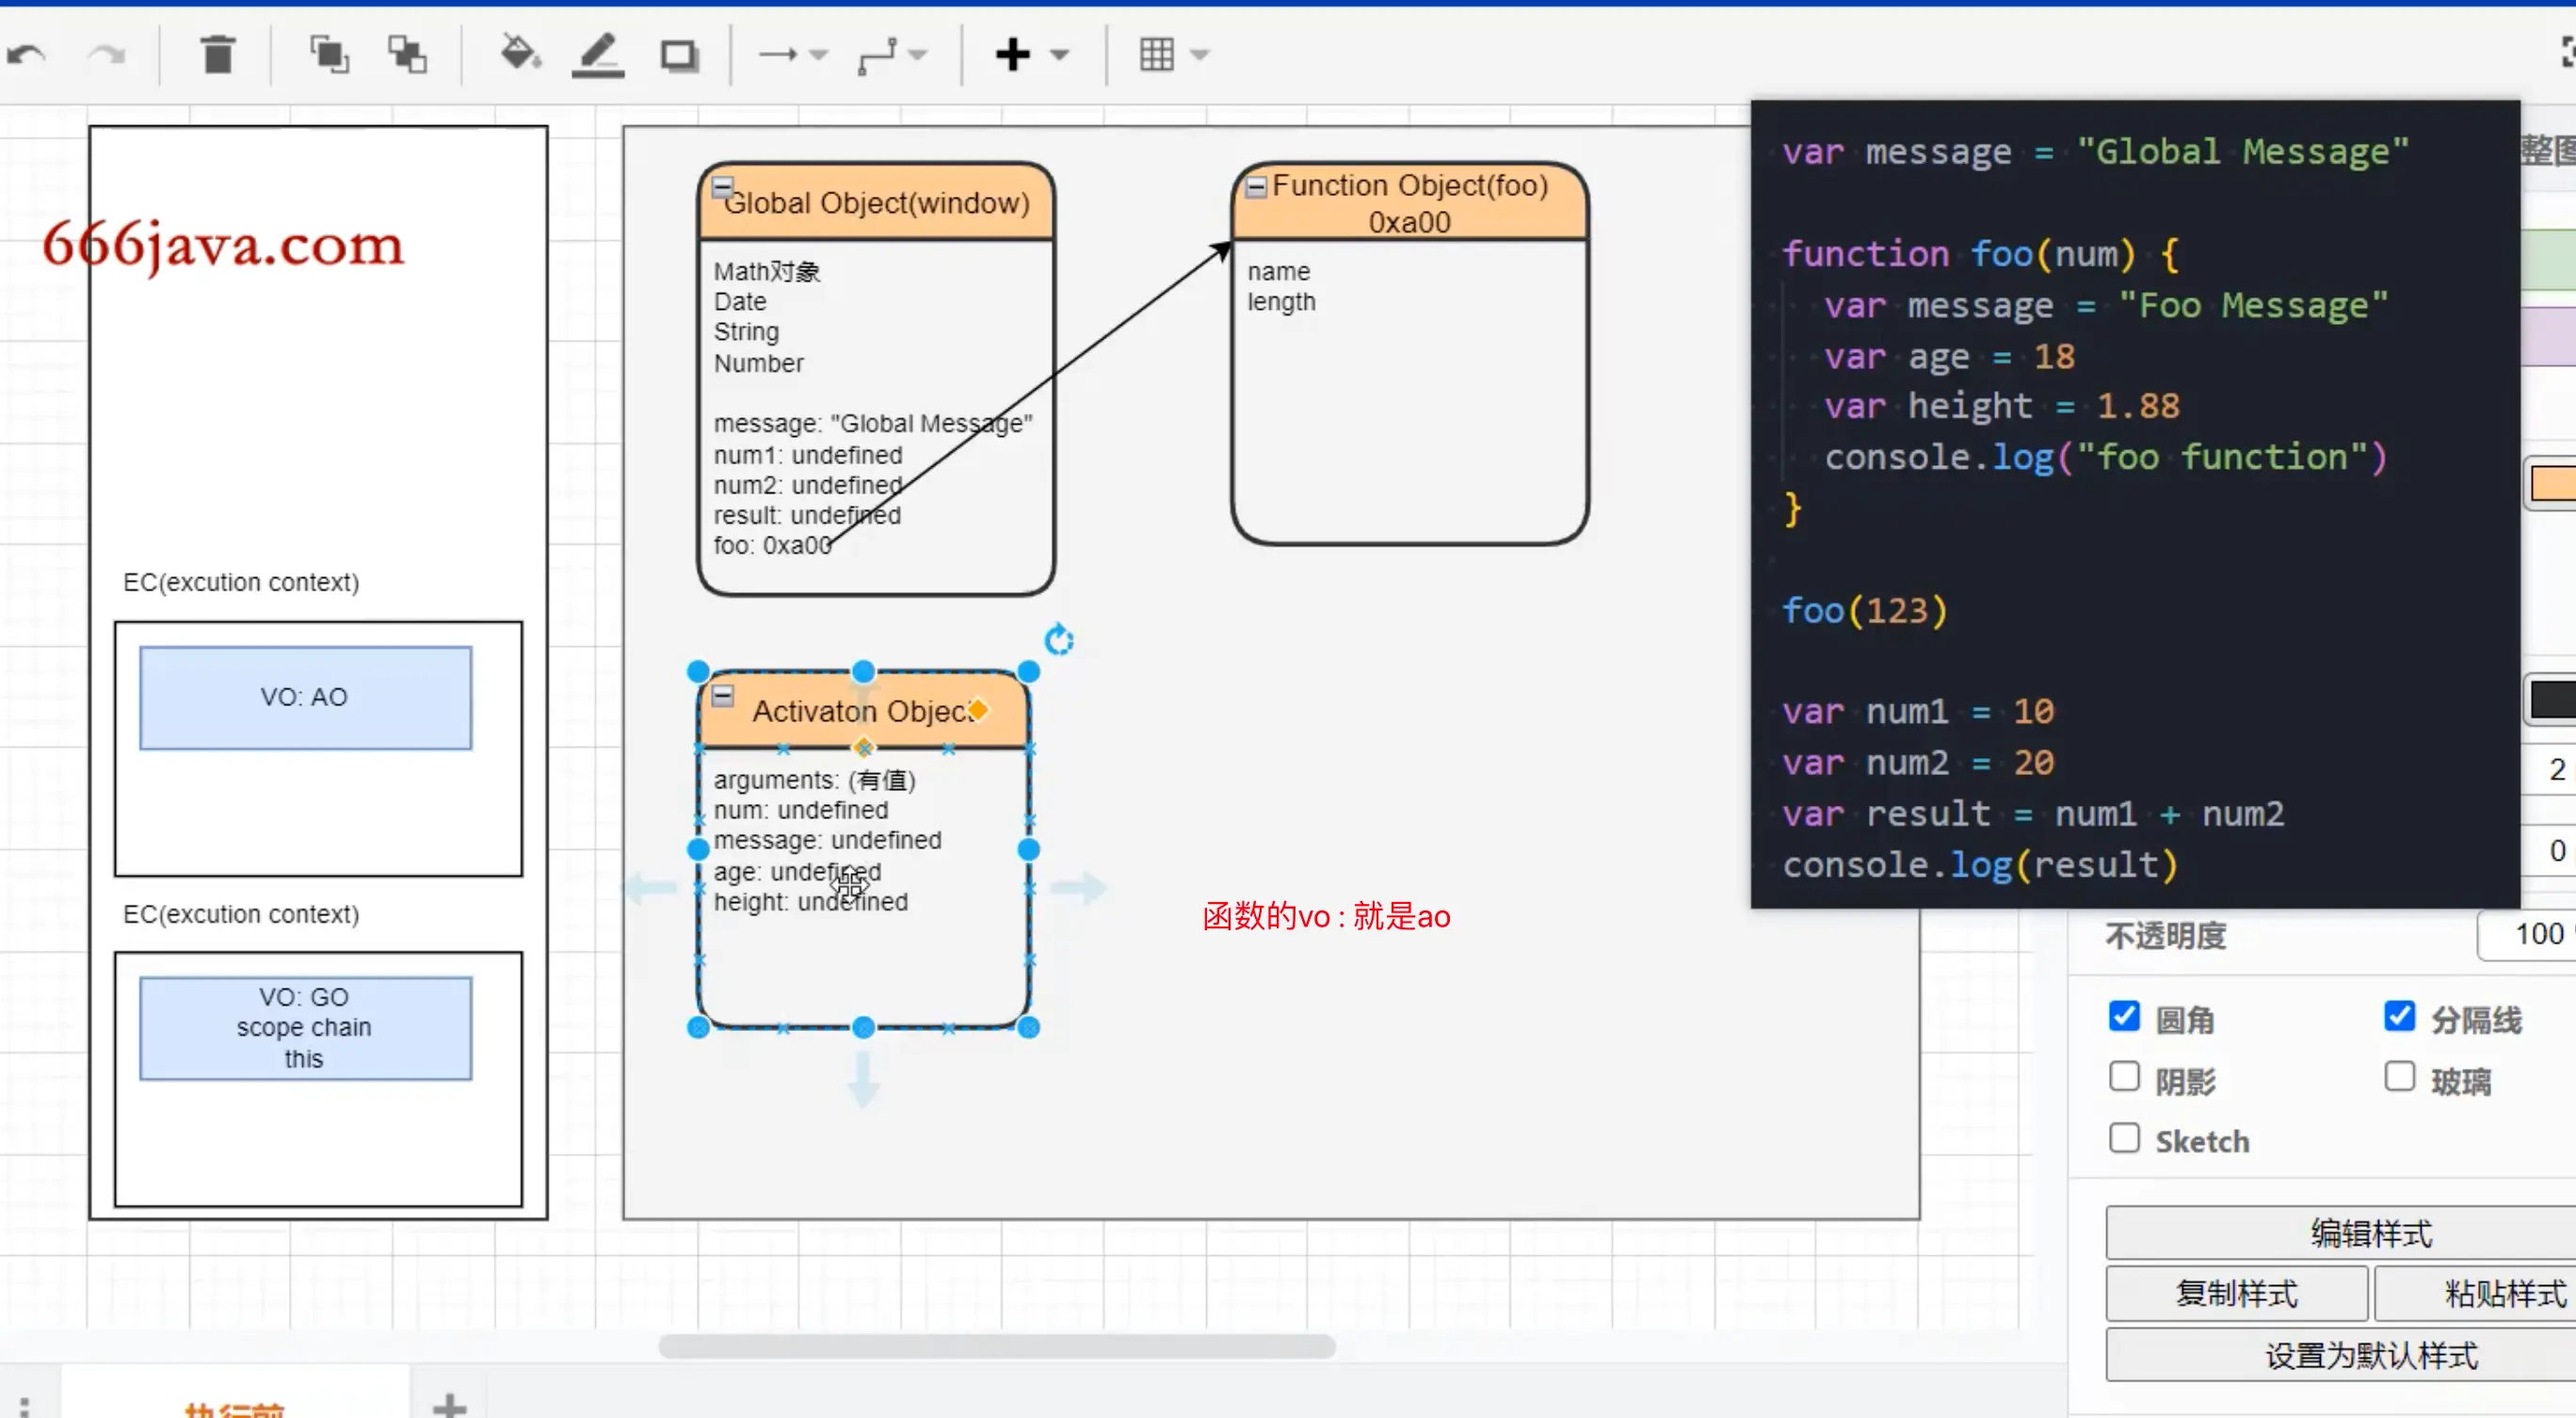 666java.com
EC(excution context)
VO: AO
EC(excution context)
VO: GO
scope chain
this
Global Object(window)
Math对象
Date
String
Number
message: "Global Message"
num1: undefined
num2: undefined
result: undefined
foo: 0xa00
Function Object(foo)
0xa00
name
length
Activaton Object
arguments: (有值)
num: undefined
message: undefined
age: undefined
height: undefined
函数的vo : 就是ao
var message = "Global Message"
function foo(num) {
var message = "Foo Message"
var age = 18
var height = 1.88
console.log("foo function")
}
foo(123)
var num1 = 10
var num2 = 20
var result = num1 + num2
console.log(result)
整图
2
0
不透明度
100
圆角
分隔线
阴影
玻璃
Sketch
编辑样式
复制样式
粘贴样式
设置为默认样式
执行前